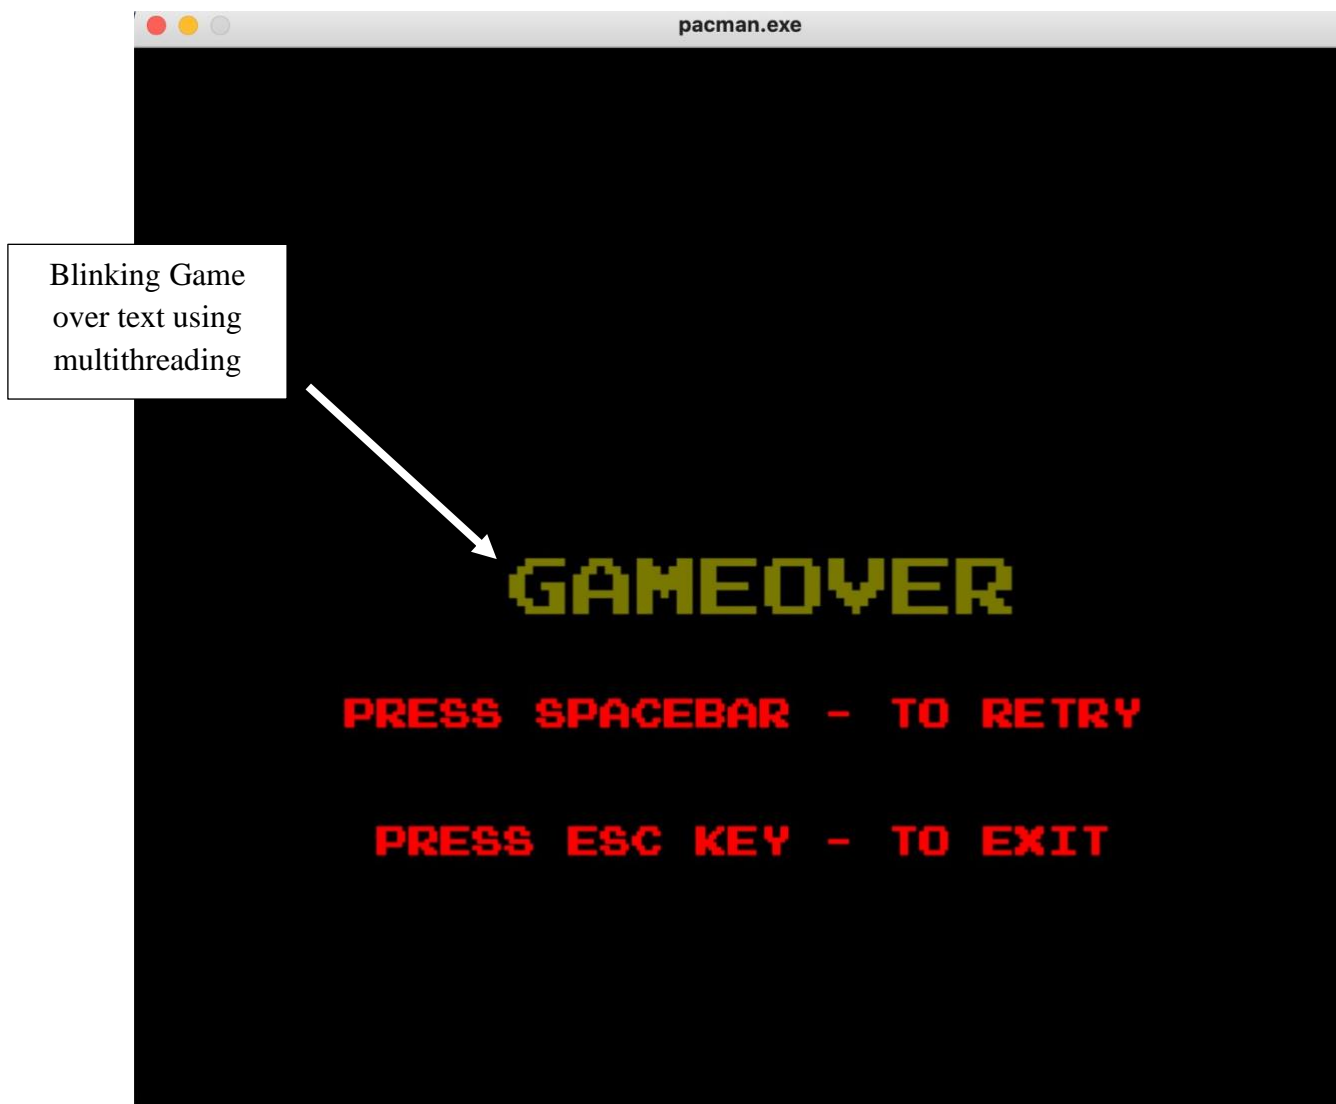 pacman.exe
Blinking Game
over text using
multithreading
GAMEOVER
PRESS SPACEBAR - TO RETRY
PRESS ESC KEY - TO EXIT